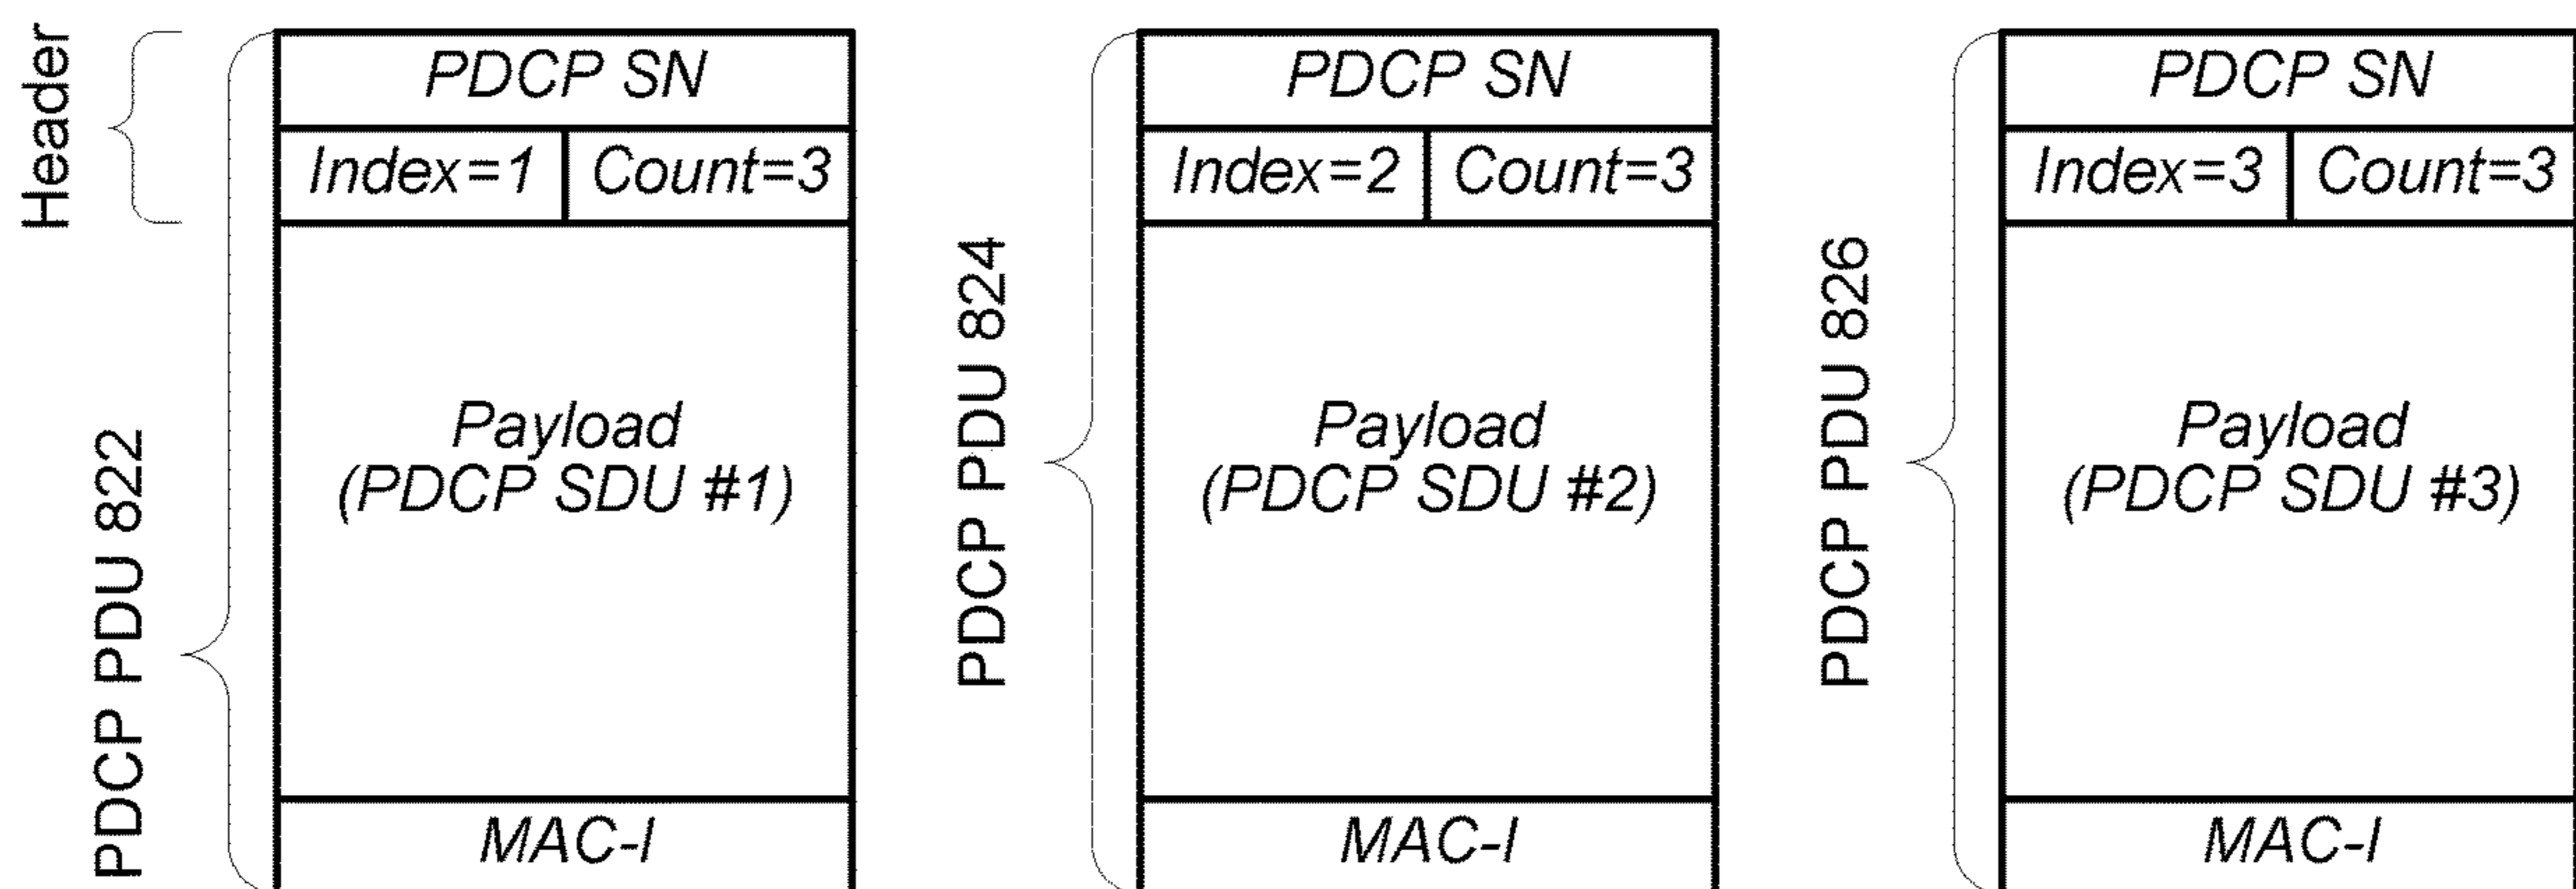 Header
PDCP PDU 822
PDCP SN
Index=1 Count=3
Payload
(PDCP SDU #1)
MAC-I
PDCP PDU 824
PDCP SN
Index=2 Count=3
Payload
(PDCP SDU #2)
MAC-I
PDCP PDU 826
PDCP SN
Index=3 Count=3
Payload
(PDCP SDU #3)
MAC-I